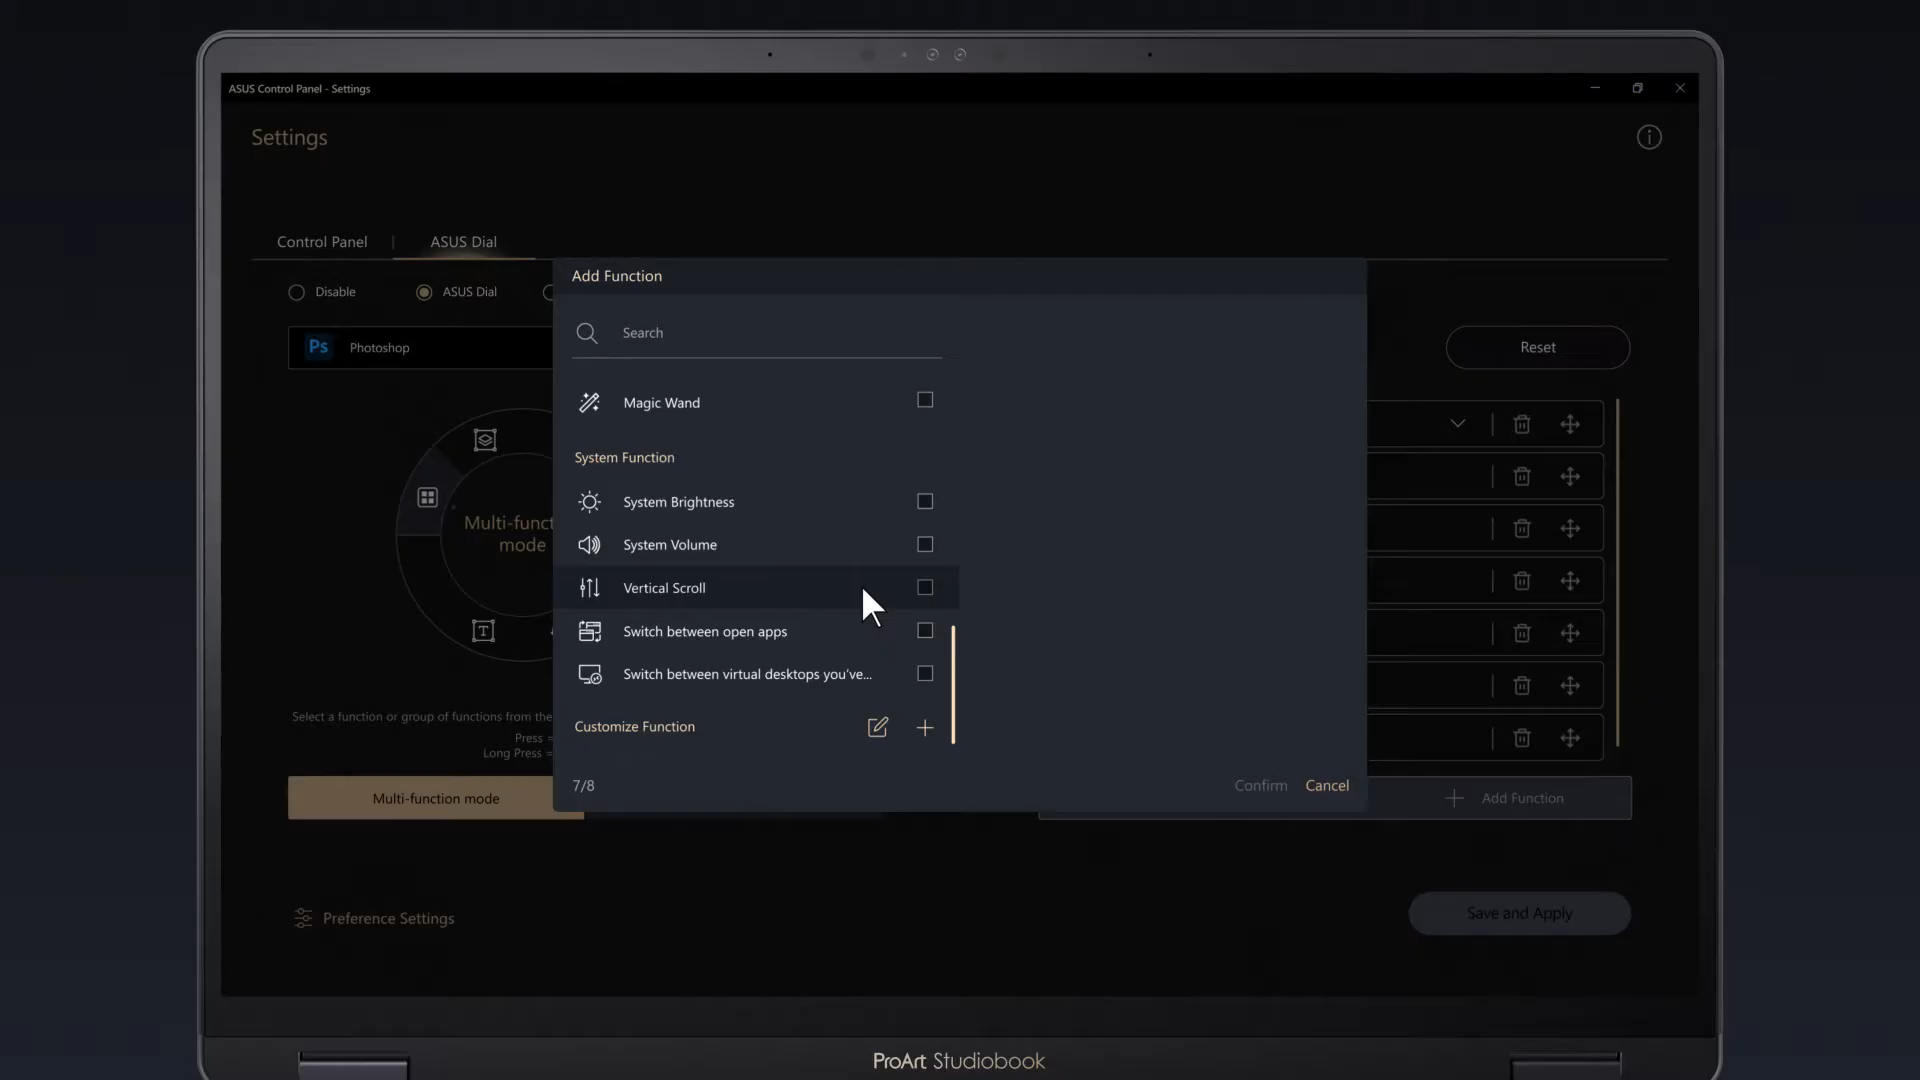 ASUS Control Panel - Settings
Settings
Control Panel
ASUS Dial
Disable
ASUS Dial
Ps
Photoshop
Reset
Multi-funct
mode
T
Select a function or group of functions from the
Press =
Long Press =
Multi-function mode
Add Function
Search
Magic Wand
System Function
System Brightness
System Volume
Vertical Scroll
Switch between open apps
Switch between virtual desktops you've...
Customize Function
7/8
Confirm
Cancel
Add Function
Preference Settings
Save and Apply
ProArt Studiobook